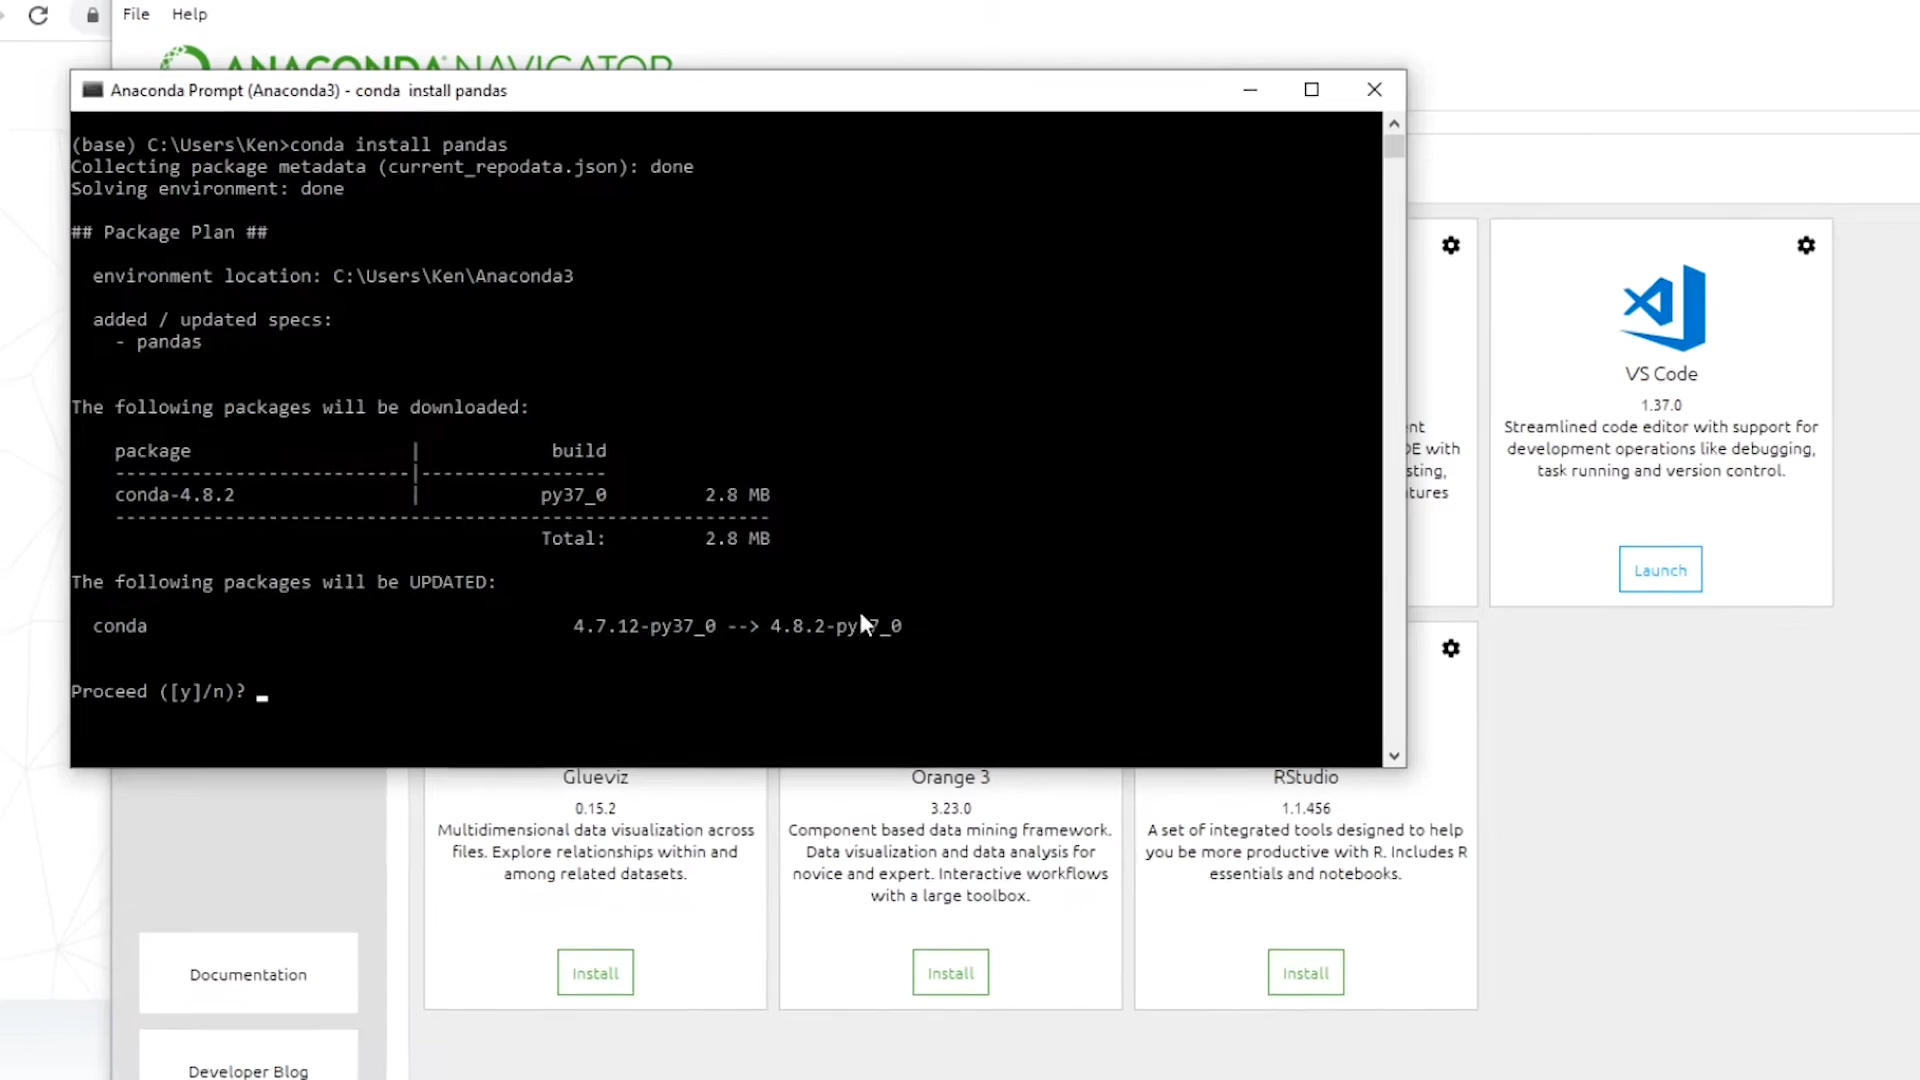 File Help
ANACONDA NAVIGATOR
Anaconda Prompt (Anaconda3) - conda  install pandas
(base) C:\Users\Ken>conda install pandas
Collecting package metadata (current_repodata.json): done
Solving environment: done
## Package Plan ##
environment location: C:\Users\Ken\Anaconda3
added / updated specs:
- pandas
The following packages will be downloaded:
package | build
---------------------------|-----------------
conda-4.8.2 | py37_0 2.8 MB
------------------------------------------------------------
Total: 2.8 MB
The following packages will be UPDATED:
conda 4.7.12-py37_0 --> 4.8.2-py37_0
Proceed ([y]/n)?
VS Code
1.37.0
Streamlined code editor with support for
development operations like debugging,
task running and version control.
Launch
with
Glueviz
0.15.2
Multidimensional data visualization across
files. Explore relationships within and
among related datasets.
Install
Orange 3
3.23.0
Component based data mining framework.
Data visualization and data analysis for
novice and expert. Interactive workflows
with a large toolbox.
Install
RStudio
1.1.456
A set of integrated tools designed to help
you be more productive with R. Includes R
essentials and notebooks.
Install
Documentation
Developer Blog